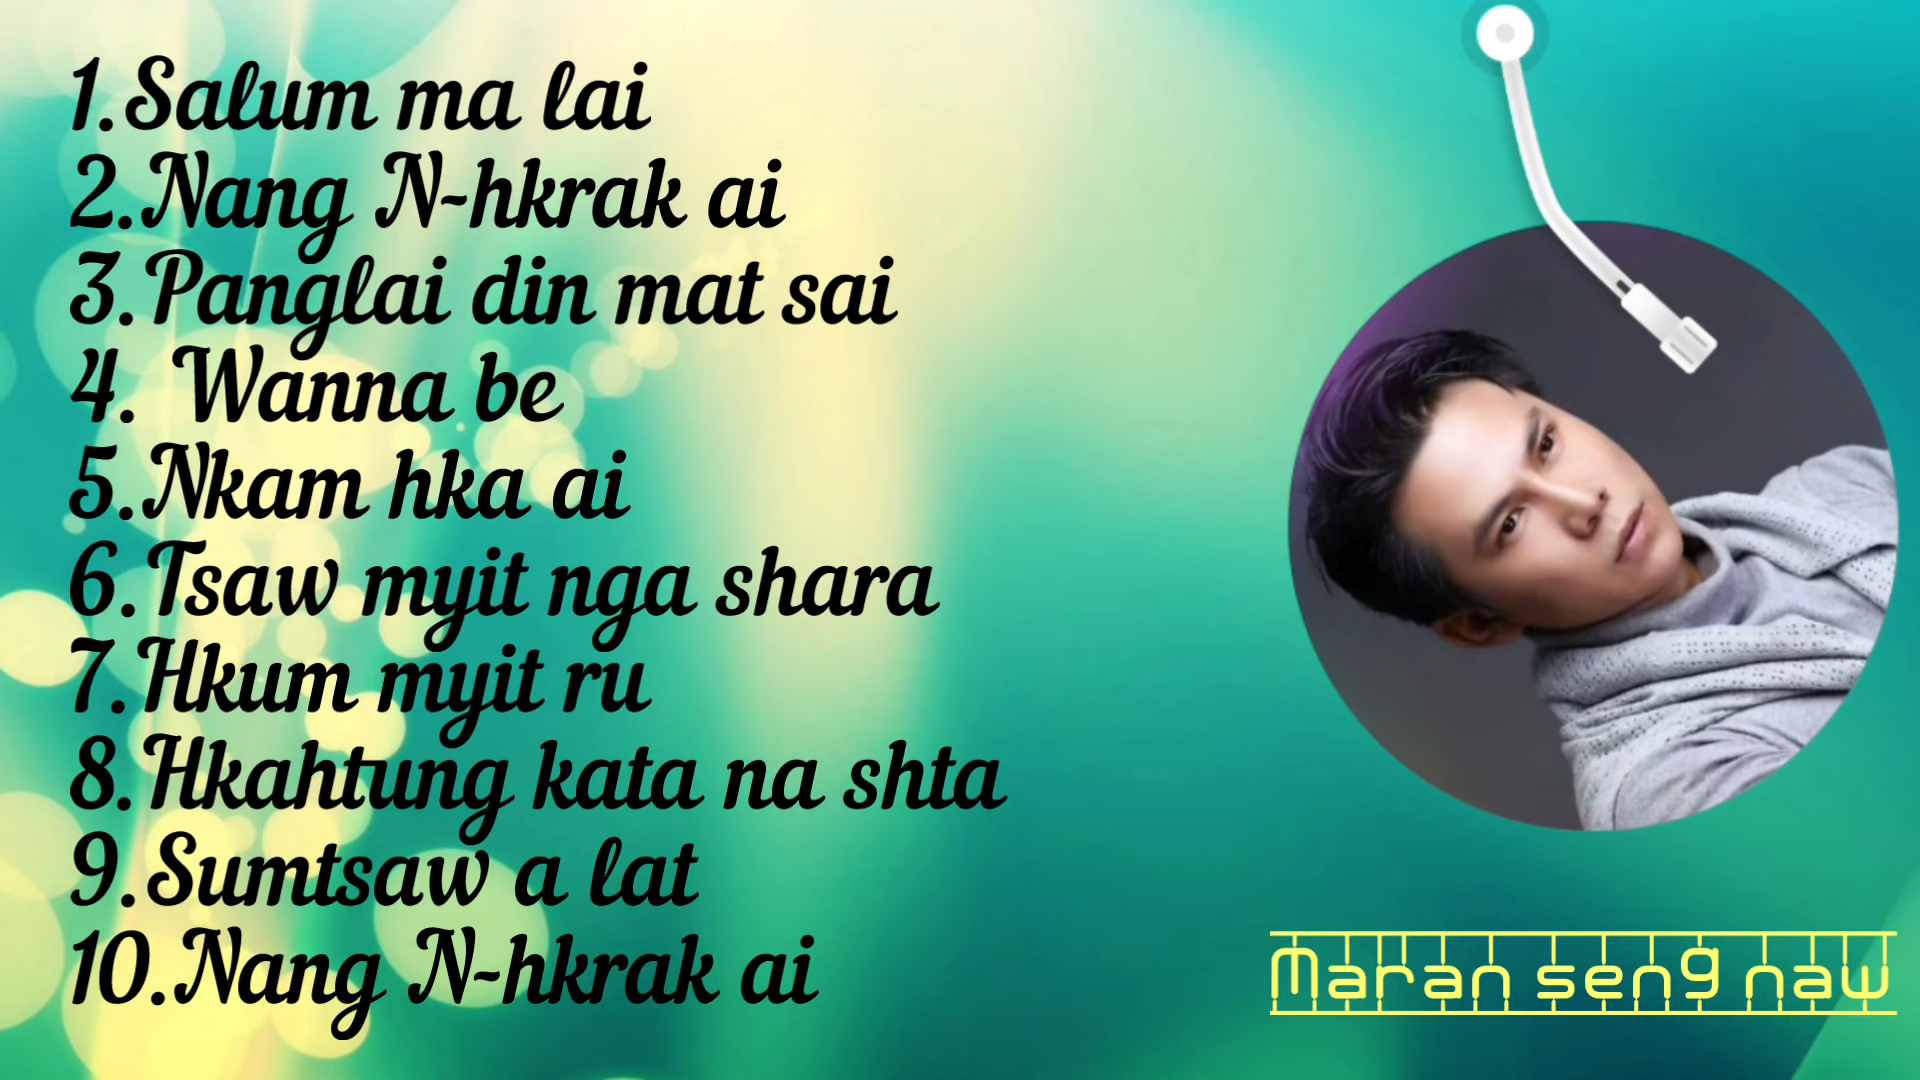 1.Salum ma lai
2.Nang N-hkrak ai
3.Panglai din mat sai
4. Wanna be
5.Nkam hka ai
6.Tsaw myit nga shara
7.Hkum myit ru
8.Hkahtung kata na shta
9.Sumtsaw a lat
10.Nang N-hkrak ai
Maran seng naw